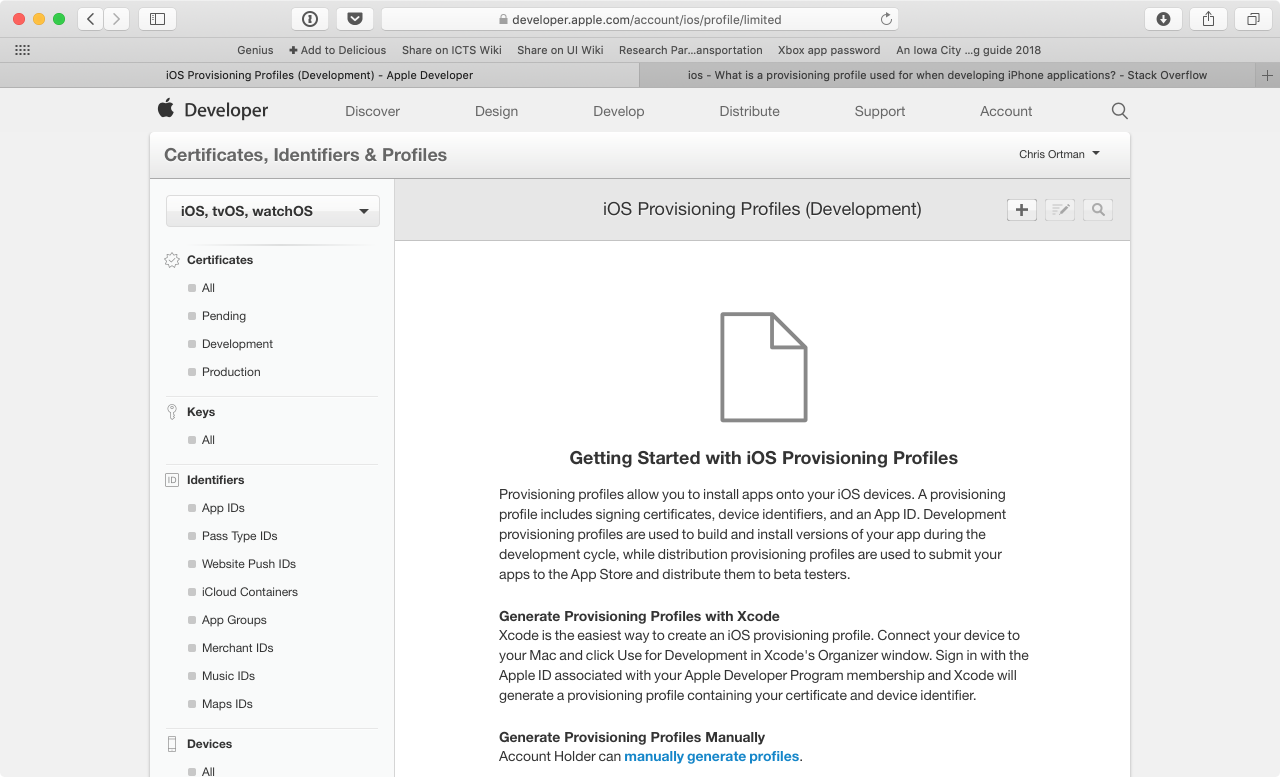 developer.apple.com/account/ios/profile/limited
Genius + Add to Delicious Share on ICTS Wiki Share on UI Wiki Research Par...ansportation Xbox app password An Iowa City ...g guide 2018
iOS Provisioning Profiles (Development) - Apple Developer
ios - What is a provisioning profile used for when developing iPhone applications? - Stack Overflow
Developer Discover Design Develop Distribute Support Account
Certificates, Identifiers & Profiles
Chris Ortman
iOS, tvOS, watchOS
Certificates
All
Pending
Development
Production
Keys
All
ID Identifiers
App IDs
Pass Type IDs
Website Push IDs
iCloud Containers
App Groups
Merchant IDs
Music IDs
Maps IDs
Devices
All
iOS Provisioning Profiles (Development)
Getting Started with iOS Provisioning Profiles
Provisioning profiles allow you to install apps onto your iOS devices. A provisioning
profile includes signing certificates, device identifiers, and an App ID. Development
provisioning profiles are used to build and install versions of your app during the
development cycle, while distribution provisioning profiles are used to submit your
apps to the App Store and distribute them to beta testers.
Generate Provisioning Profiles with Xcode
Xcode is the easiest way to create an iOS provisioning profile. Connect your device to
your Mac and click Use for Development in Xcode's Organizer window. Sign in with the
Apple ID associated with your Apple Developer Program membership and Xcode will
generate a provisioning profile containing your certificate and device identifier.
Generate Provisioning Profiles Manually
Account Holder can manually generate profiles.